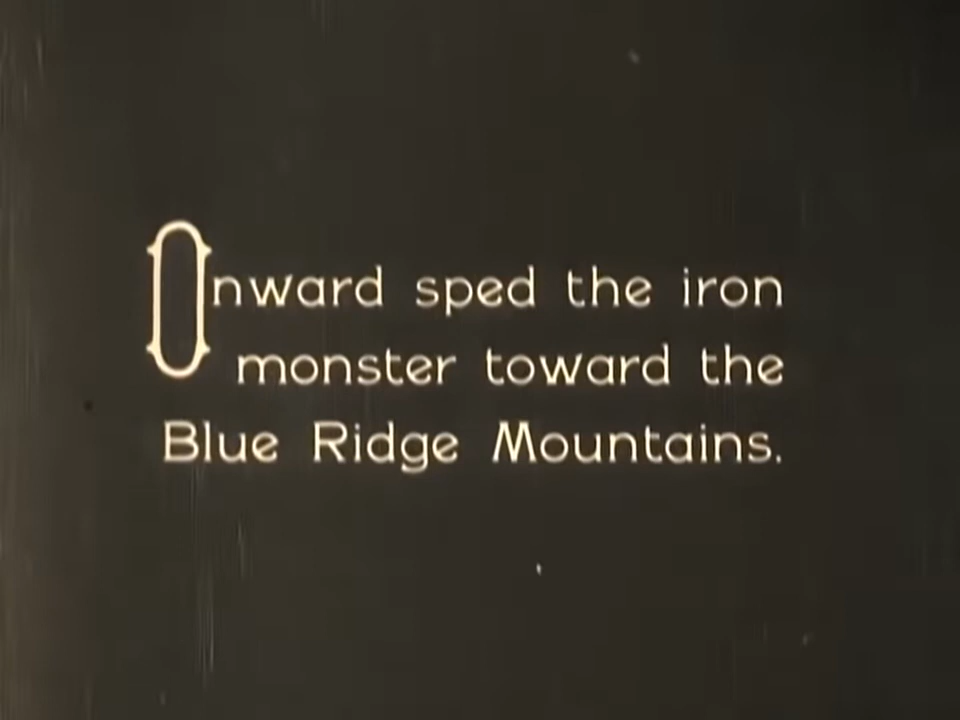 Onward sped the iron
monster toward the
Blue Ridge Mountains.